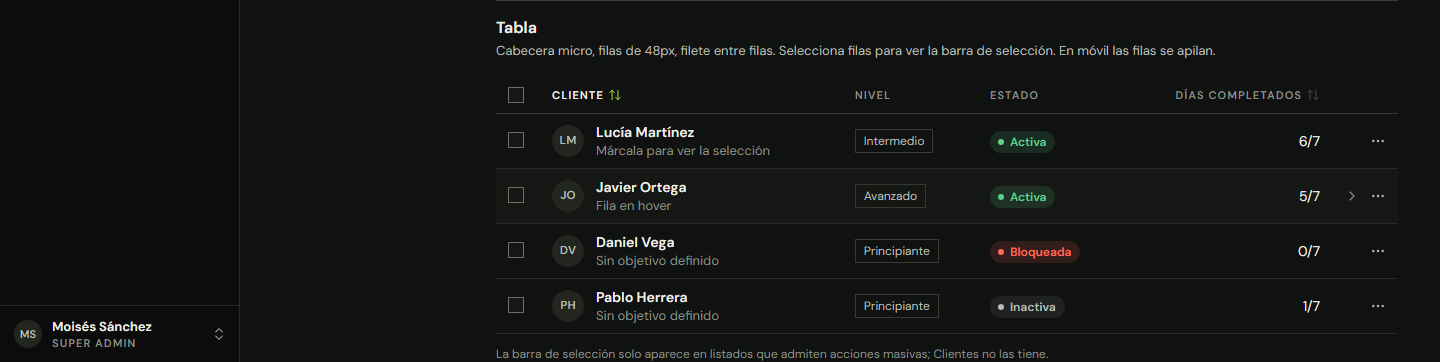 Tabla
Cabecera micro, filas de 48px, filete entre filas. Selecciona filas para ver la barra de selección. En móvil las filas se apilan.
CLIENTE NIVEL ESTADO DÍAS COMPLETADOS
LM Lucía Martínez Intermedio Activa 6/7
Márcala para ver la selección
JO Javier Ortega Avanzado Activa 5/7
Fila en hover
DV Daniel Vega Principiante Bloqueada 0/7
Sin objetivo definido
PH Pablo Herrera Principiante Inactiva 1/7
Sin objetivo definido
La barra de selección solo aparece en listados que admiten acciones masivas; Clientes no las tiene.
MS Moisés Sánchez
SUPER ADMIN